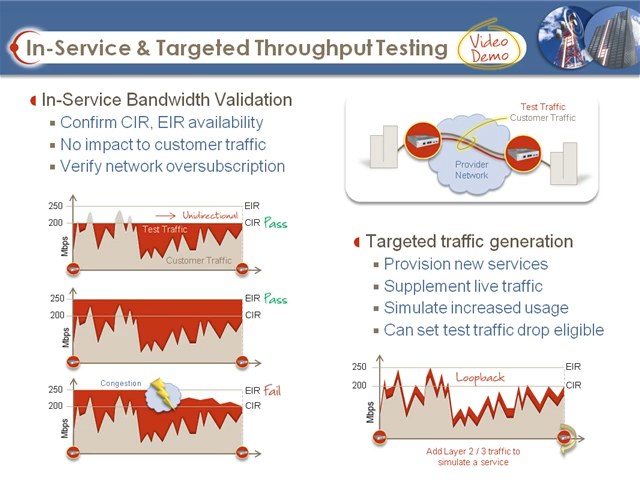 In-Service & Targeted Throughput Testing
Video
Demo
In-Service Bandwidth Validation
Confirm CIR, EIR availability
No impact to customer traffic
Verify network oversubscription
Test Traffic
Customer Traffic
Provider
Network
250
200
Mbps
EIR
CIR
Pass
Unidirectional
Test Traffic
Customer Traffic
250
200
Mbps
EIR
Pass
CIR
Congestion
250
200
Mbps
EIR
Fail
CIR
Targeted traffic generation
Provision new services
Supplement live traffic
Simulate increased usage
Can set test traffic drop eligible
250
200
Mbps
EIR
CIR
Loopback
Add Layer 2 / 3 traffic to
simulate a service